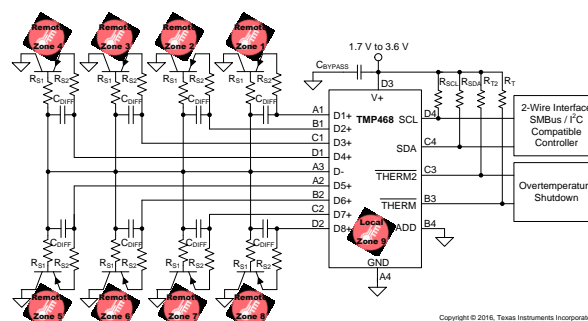 Remote Zone 4
Remote Zone 3
Remote Zone 2
Remote Zone 1
RS1 RS2
RS1 RS2
RS1 RS2
RS1 RS2
CDIFF
CDIFF
CDIFF
CDIFF
1.7 V to 3.6 V
CBYPASS
D3
RSCL
RSDA
RT2
RT
V+
TMP468
A1 D1+
B1 D2+
C1 D3+
D1 D4+
A3 D-
A2 D5+
B2 D6+
C2 D7+
D2 D8+
SCL D4
SDA C4
THERM2 C3
THERM B3
ADD B4
GND
A4
Local Zone 9
2-Wire Interface
SMBus / I2C
Compatible
Controller
Overtemperature
Shutdown
CDIFF
CDIFF
CDIFF
CDIFF
RS1 RS2
RS1 RS2
RS1 RS2
RS1 RS2
Remote Zone 5
Remote Zone 6
Remote Zone 7
Remote Zone 8
Copyright © 2016, Texas Instruments Incorporat